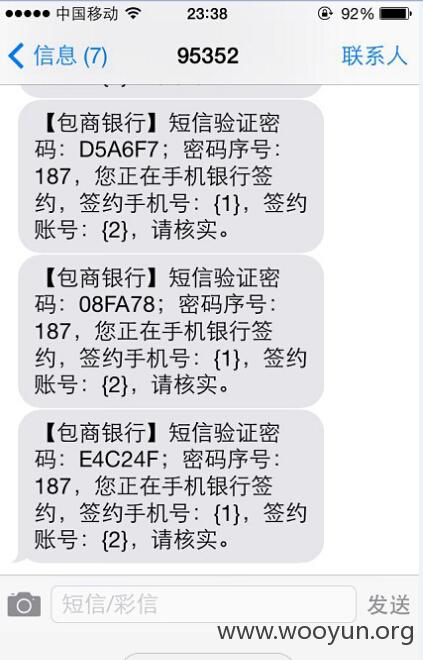 中国移动 23:38 92%
信息 (7) 95352 联系人
【包商银行】短信验证密
码：D5A6F7；密码序号：
187，您正在手机银行签
约，签约手机号：{1}，签约
账号：{2}，请核实。
【包商银行】短信验证密
码：08FA78；密码序号：
187，您正在手机银行签
约，签约手机号：{1}，签约
账号：{2}，请核实。
【包商银行】短信验证密
码：E4C24F；密码序号：
187，您正在手机银行签
约，签约手机号：{1}，签约
账号：{2}，请核实。
短信/彩信 发送
www.wooyun.org